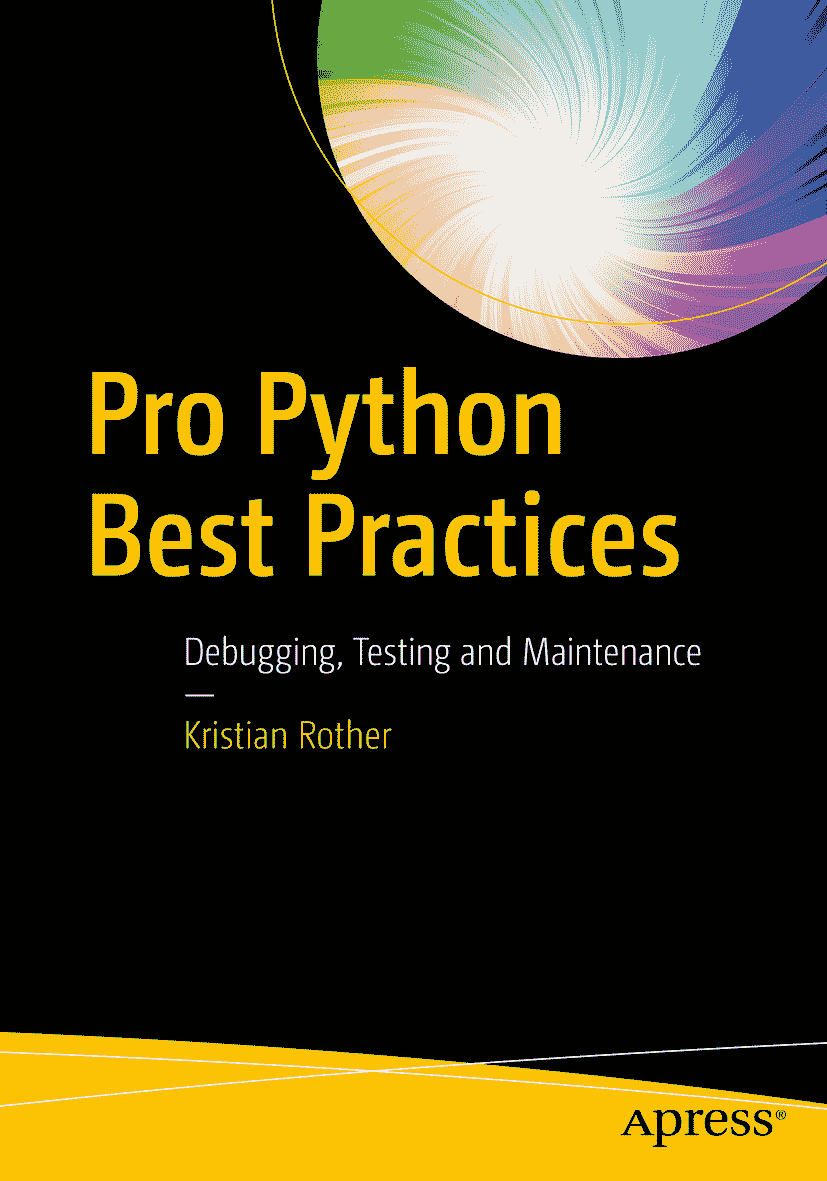 Pro Python
Best Practices
Debugging, Testing and Maintenance
—
Kristian Rother
Apress®